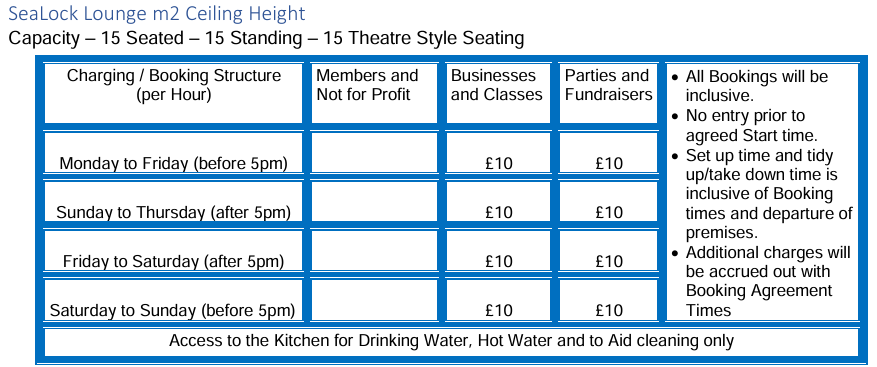 SeaLock Lounge m2 Ceiling Height
Capacity – 15 Seated – 15 Standing – 15 Theatre Style Seating
Charging / Booking Structure
(per Hour)
Members and
Not for Profit
Businesses
and Classes
Parties and
Fundraisers
Monday to Friday (before 5pm)
£10
£10
Sunday to Thursday (after 5pm)
£10
£10
Friday to Saturday (after 5pm)
£10
£10
Saturday to Sunday (before 5pm)
£10
£10
• All Bookings will be
inclusive.
• No entry prior to
agreed Start time.
• Set up time and tidy
up/take down time is
inclusive of Booking
times and departure of
premises.
• Additional charges will
be accrued out with
Booking Agreement
Times
Access to the Kitchen for Drinking Water, Hot Water and to Aid cleaning only